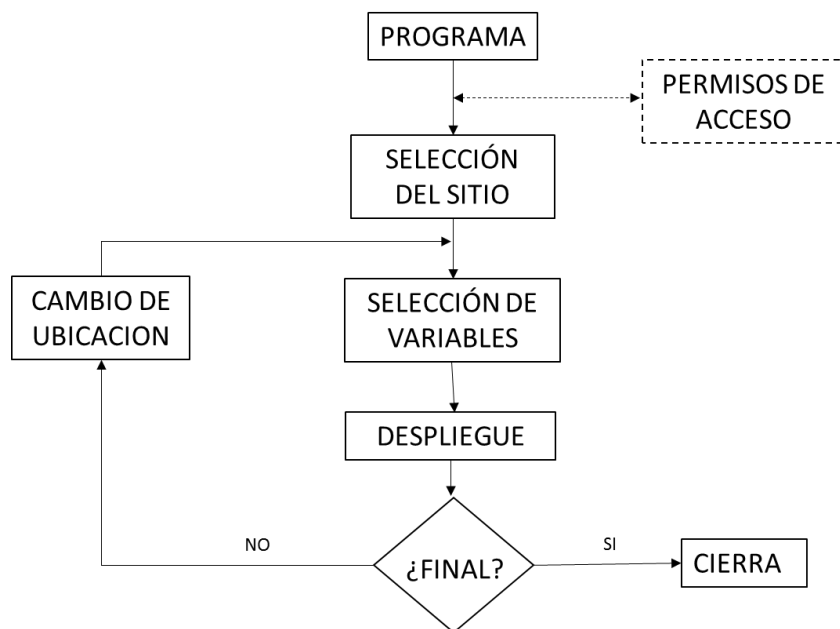 PROGRAMA
PERMISOS DE
ACCESO
SELECCIÓN
DEL SITIO
CAMBIO DE
UBICACION
SELECCIÓN DE
VARIABLES
DESPLIEGUE
NO
¿FINAL?
SI
CIERRA